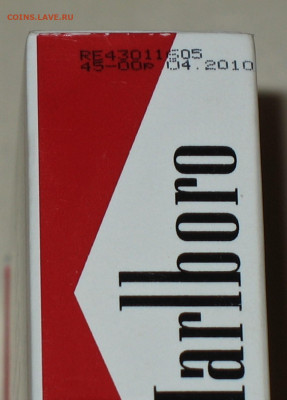 COINS.LAVE.RU
RE43011605
45-00р 04.2010
Marlboro